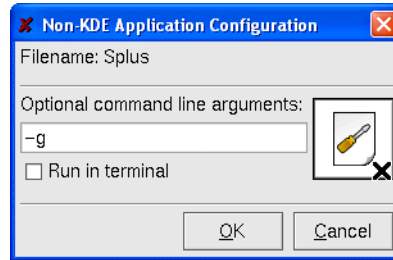 Non-KDE Application Configuration
Filename: Splus
Optional command line arguments:
-g
Run in terminal
OK
Cancel